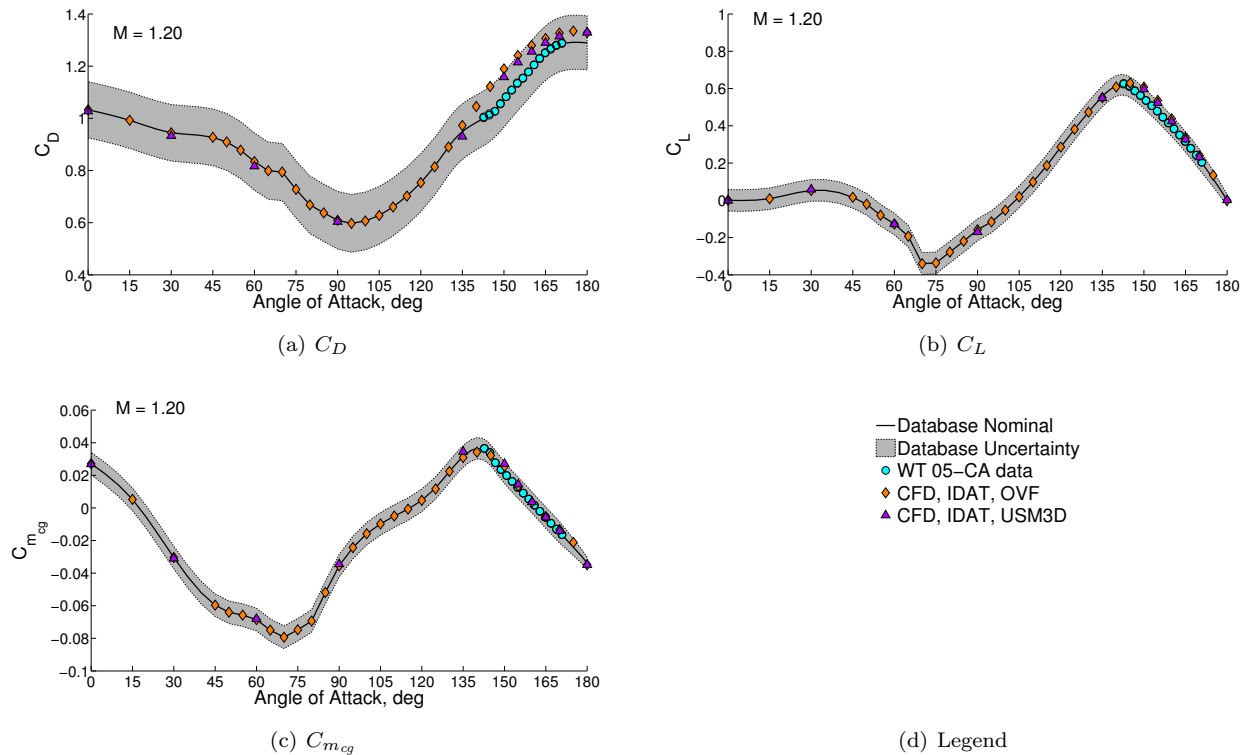 M = 1.20
C_D
1.4
1.2
1
0.8
0.6
0.4
0 15 30 45 60 75 90 105 120 135 150 165 180
Angle of Attack, deg
(a) C_D
M = 1.20
C_L
1
0.8
0.6
0.4
0.2
0
−0.2
−0.4
0 15 30 45 60 75 90 105 120 135 150 165 180
Angle of Attack, deg
(b) C_L
M = 1.20
C_{m_{cg}}
0.06
0.04
0.02
0
−0.02
−0.04
−0.06
−0.08
−0.1
0 15 30 45 60 75 90 105 120 135 150 165 180
Angle of Attack, deg
(c) C_{m_{cg}}
Database Nominal
Database Uncertainty
WT 05−CA data
CFD, IDAT, OVF
CFD, IDAT, USM3D
(d) Legend